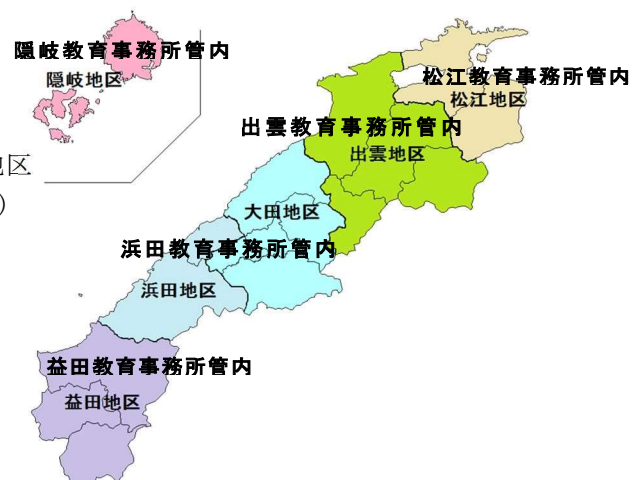 隠岐教育事務所管内
隠岐地区
松江教育事務所管内
松江地区
出雲教育事務所管内
出雲地区
地区
)
大田地区
浜田教育事務所管内
浜田地区
益田教育事務所管内
益田地区